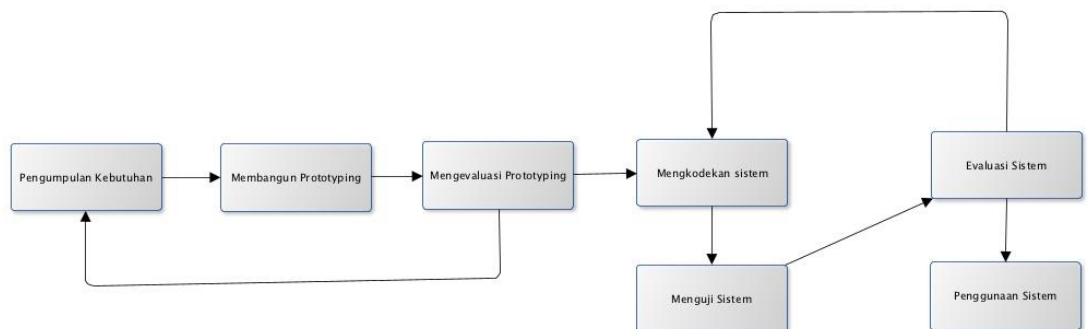 Pengumpulan Kebutuhan
Membangun Prototyping
Mengevaluasi Prototyping
Mengkodekan sistem
Evaluasi Sistem
Menguji Sistem
Penggunaan Sistem